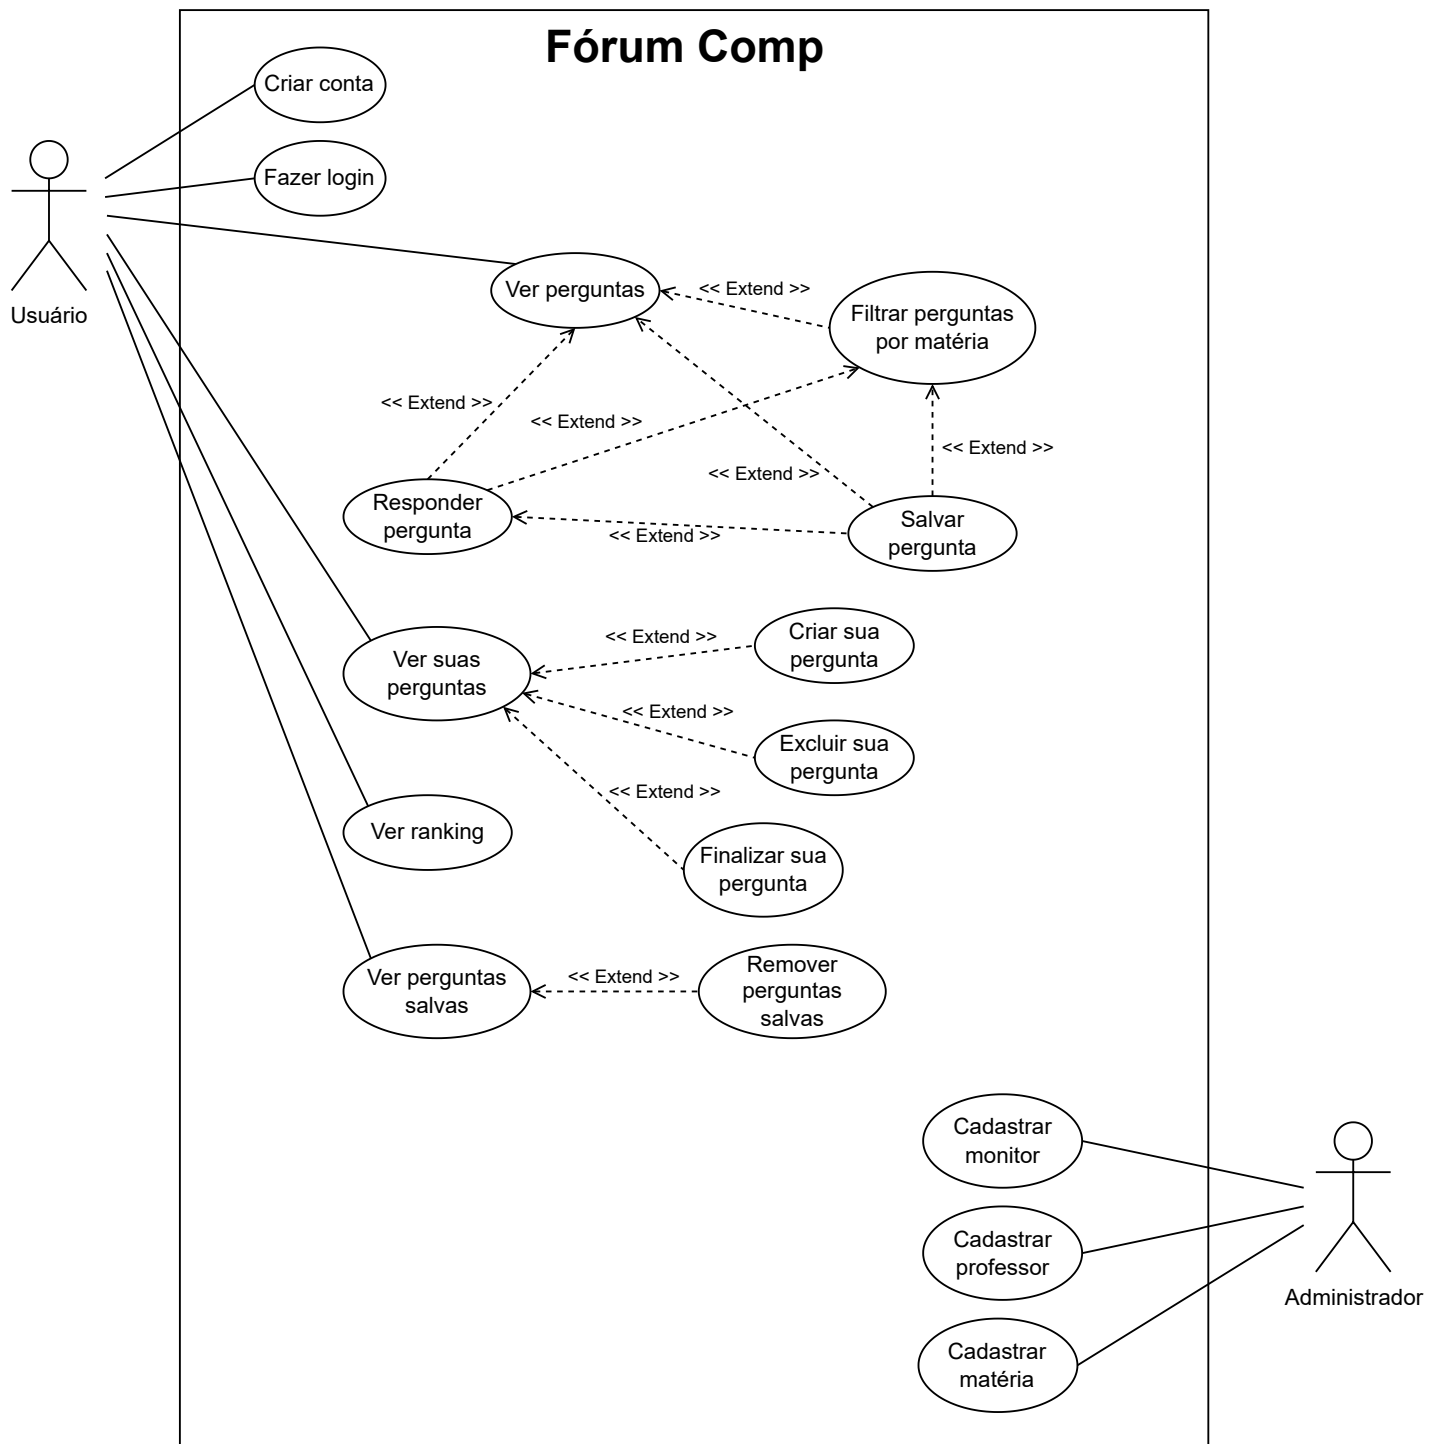 Fórum Comp
Criar conta
Fazer login
Usuário
Ver perguntas
<< Extend >>
Filtrar perguntas
por matéria
<< Extend >>
<< Extend >>
<< Extend >>
<< Extend >>
Responder
pergunta
<< Extend >>
Salvar
pergunta
Ver suas
perguntas
<< Extend >>
Criar sua
pergunta
<< Extend >>
Excluir sua
pergunta
<< Extend >>
Finalizar sua
pergunta
Ver ranking
Ver perguntas
salvas
<< Extend >>
Remover
perguntas
salvas
Cadastrar
monitor
Cadastrar
professor
Cadastrar
matéria
Administrador